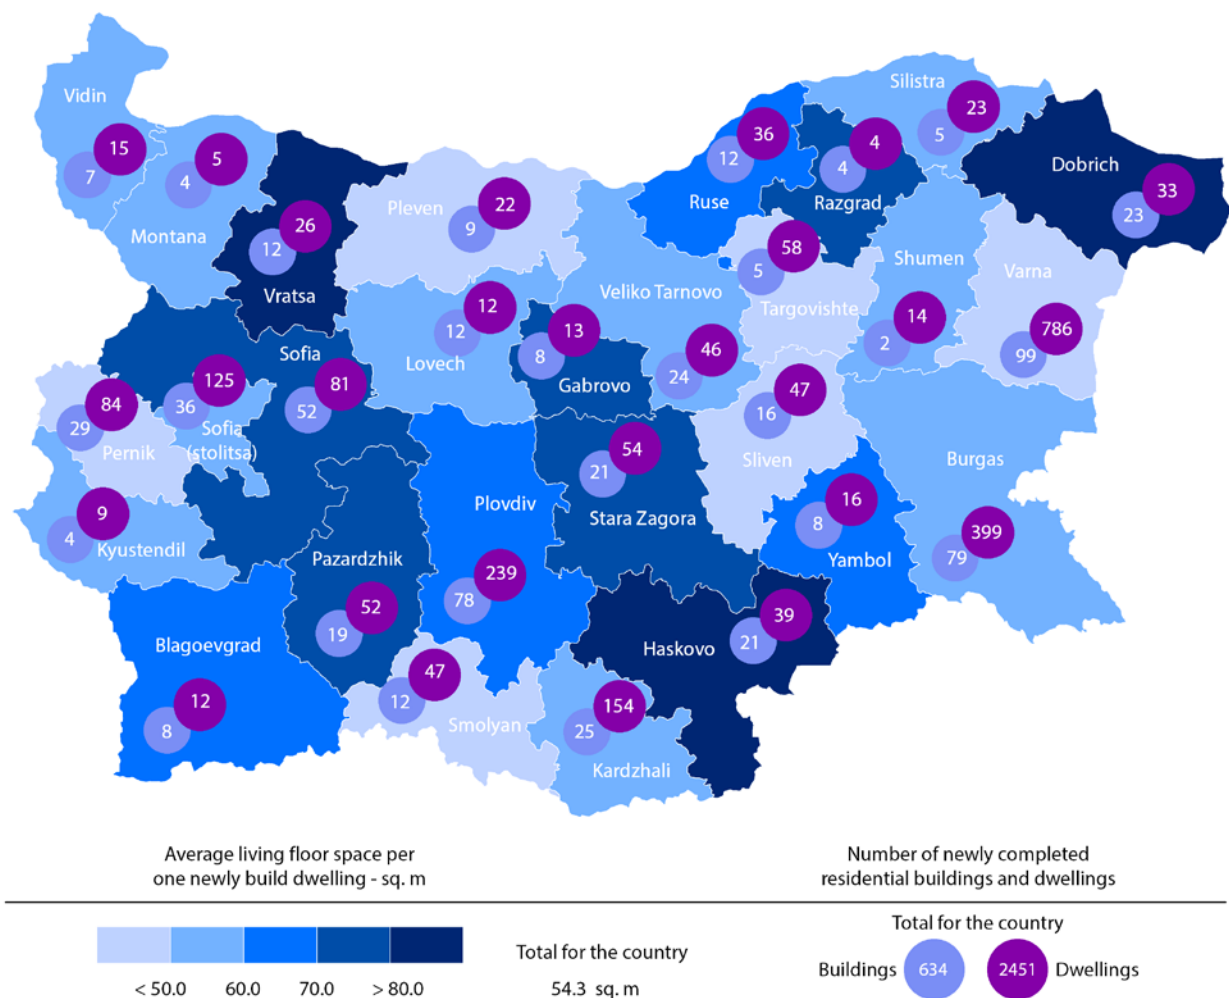 Silistra
23
5
Vidin
15
7
5
4
Montana
36
12
Ruse
4
4
Razgrad
Dobrich
33
23
26
12
Vratsa
Pleven
22
9
58
5
Targovishte
Shumen
14
2
Varna
786
99
Veliko Tarnovo
46
24
12
12
Lovech
13
8
Gabrovo
Sofia
81
52
125
36
Sofia
(stolitsa)
84
29
Pernik
47
16
Sliven
Burgas
399
79
54
21
Stara Zagora
Plovdiv
239
78
16
8
Yambol
9
4
Kyustendil
Pazardzhik
52
19
39
21
Haskovo
Blagoevgrad
12
8
47
12
Smolyan
154
25
Kardzhali
Average living floor space per
one newly build dwelling - sq. m
< 50.0 60.0 70.0 > 80.0
Total for the country
54.3 sq. m
Number of newly completed
residential buildings and dwellings
Total for the country
Buildings 634 2451 Dwellings